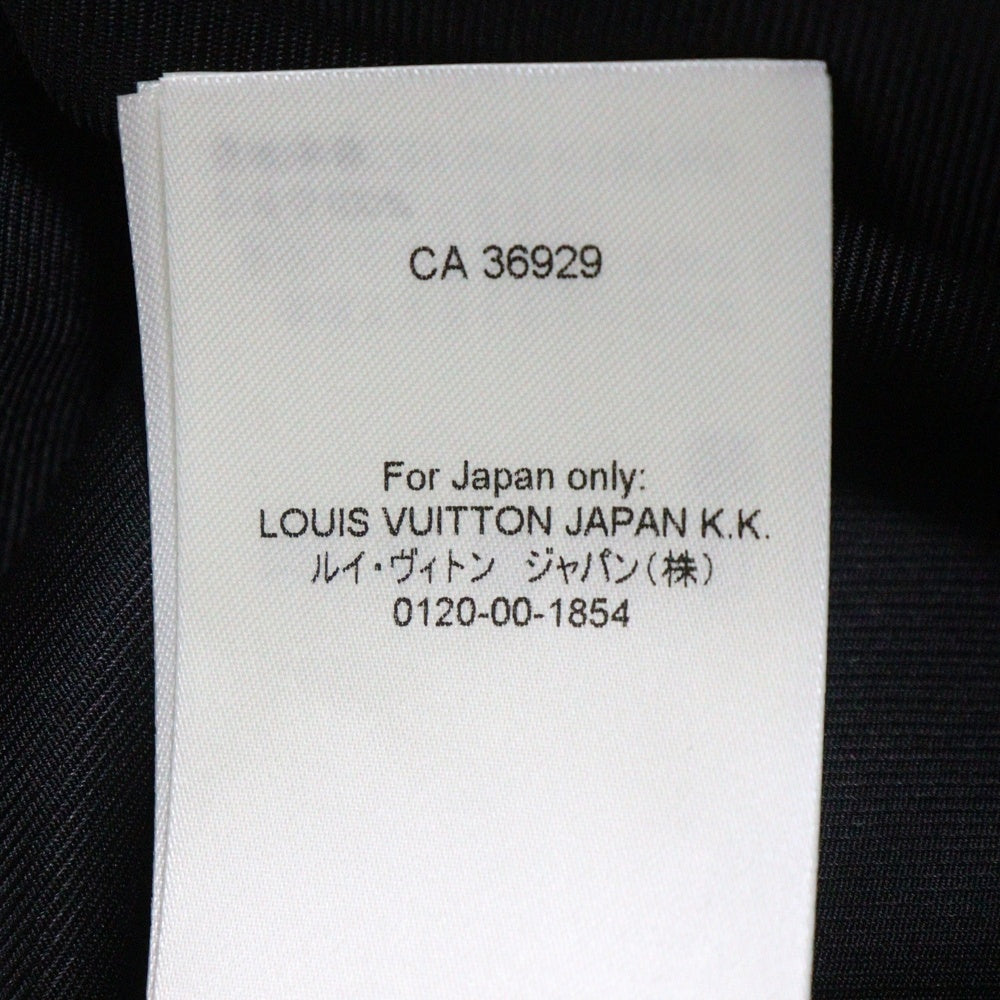 CA 36929
For Japan only:
LOUIS VUITTON JAPAN K.K.
ルイ・ヴィトン　ジャパン(株)
0120-00-1854